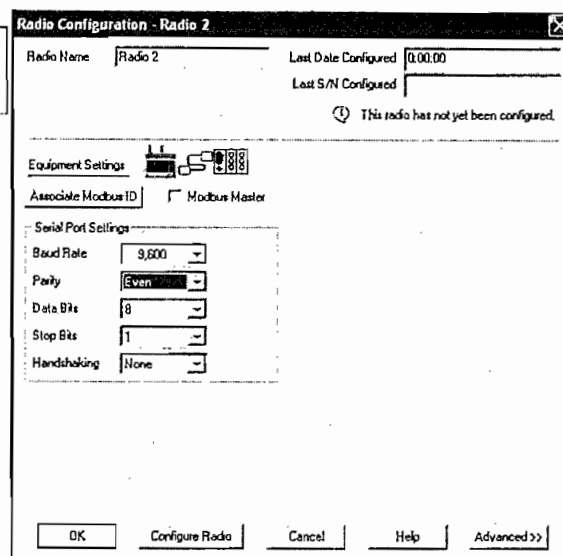 Radio Configuration - Radio 2
Radio Name Radio 2 Last Date Configured 0:00:00
Last S/N Configured
This radio has not yet been configured.
Equipment Settings
Associate Modbus ID Modbus Master
Serial Port Settings
Baud Rate 9,600
Parity Even
Data Bits 8
Stop Bits 1
Handshaking None
OK Configure Radio Cancel Help Advanced >>